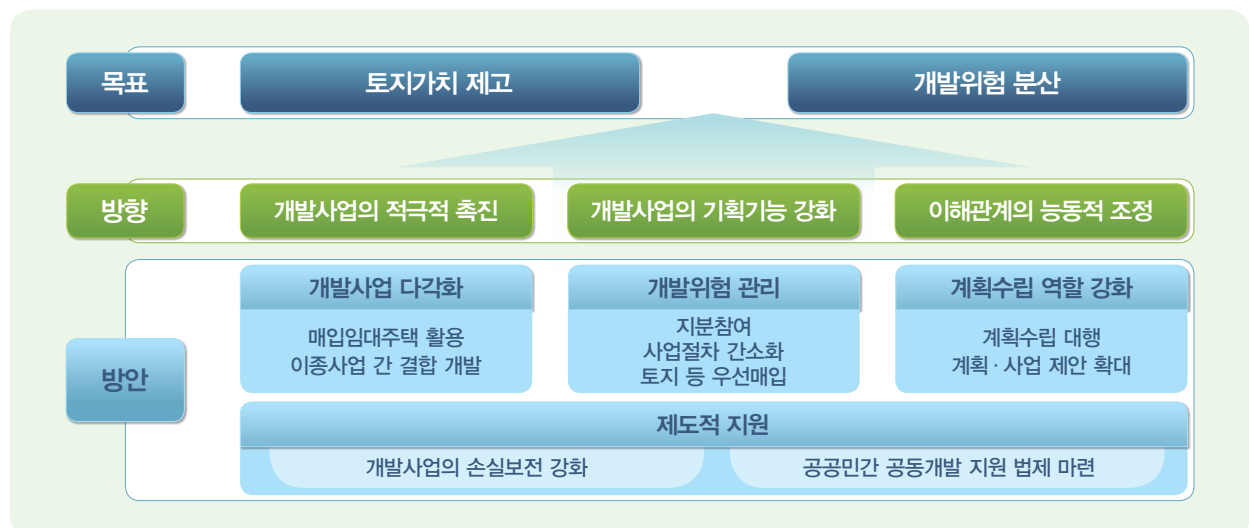 목표
토지가치 제고
개발위험 분산
방향
개발사업의 적극적 촉진
개발사업의 기획기능 강화
이해관계의 능동적 조정
방안
개발사업 다각화
매입임대주택 활용
이종사업 간 결합 개발
개발위험 관리
지분참여
사업절차 간소화
토지 등 우선매입
계획수립 역할 강화
계획수립 대행
계획·사업 제안 확대
제도적 지원
개발사업의 손실보전 강화
공공민간 공동개발 지원 법제 마련